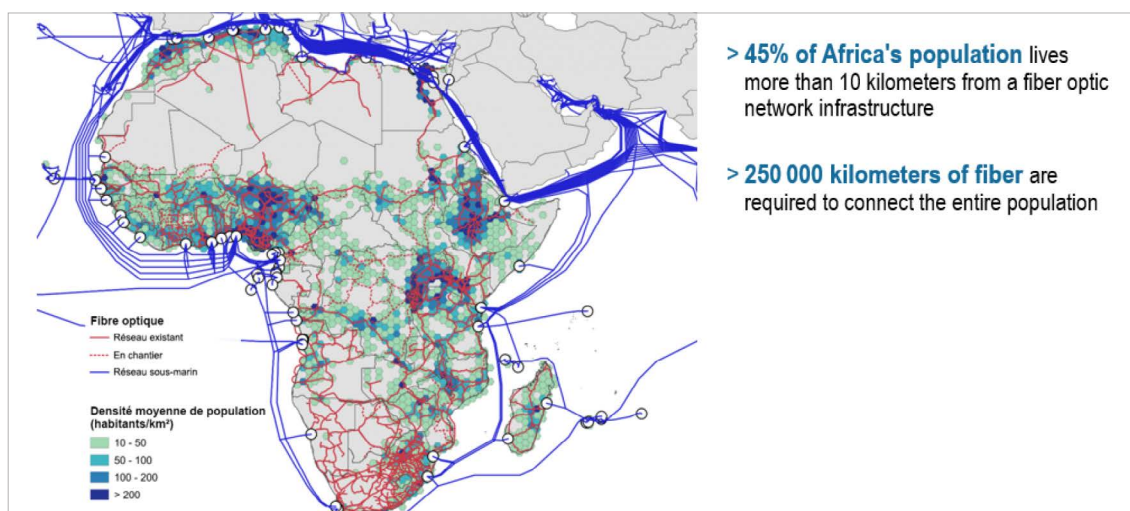 > 45% of Africa's population lives
more than 10 kilometers from a fiber optic
network infrastructure
> 250 000 kilometers of fiber are
required to connect the entire population
Fibre optique
Réseau existant
En chantier
Réseau sous-marin
Densité moyenne de population
(habitants/km²)
10 - 50
50 - 100
100 - 200
> 200